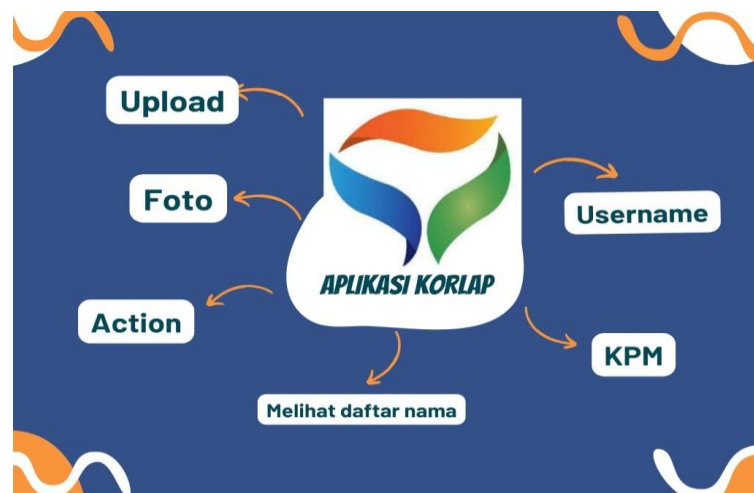 Upload
Foto
Username
Action
APLIKASI KORLAP
KPM
Melihat daftar nama